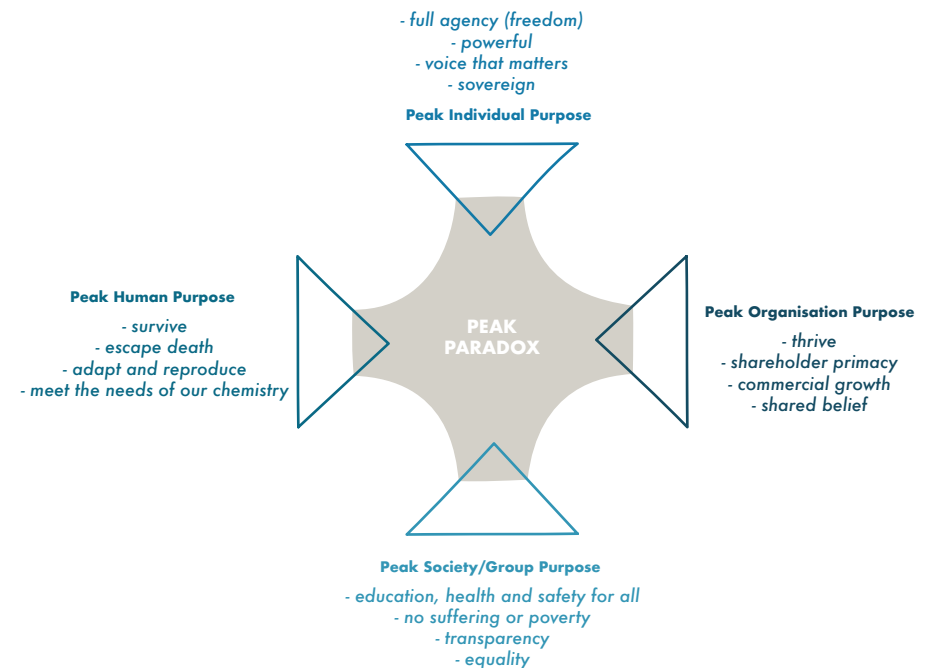 - full agency (freedom)
- powerful
- voice that matters
- sovereign
Peak Individual Purpose
Peak Human Purpose
- survive
- escape death
- adapt and reproduce
- meet the needs of our chemistry
PEAK
PARADOX
Peak Organisation Purpose
- thrive
- shareholder primacy
- commercial growth
- shared belief
Peak Society/Group Purpose
- education, health and safety for all
- no suffering or poverty
- transparency
- equality